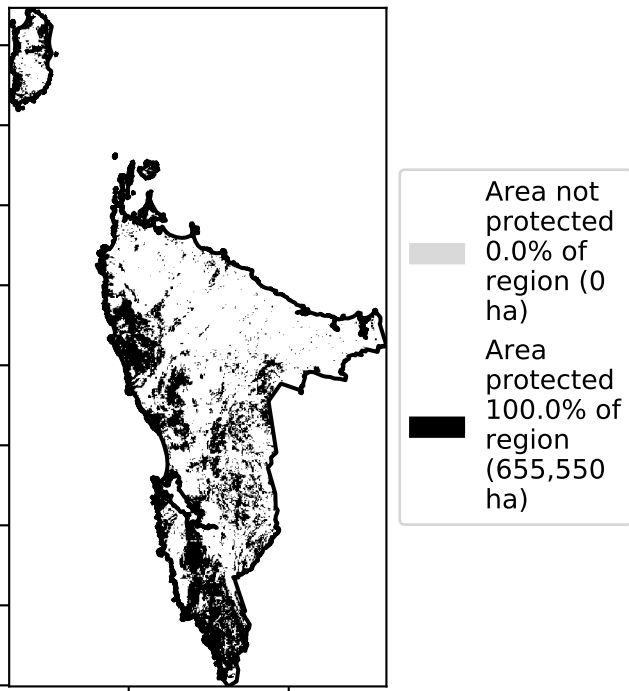 Area not
protected
0.0% of
region (0
ha)
Area
protected
100.0% of
region
(655,550
ha)